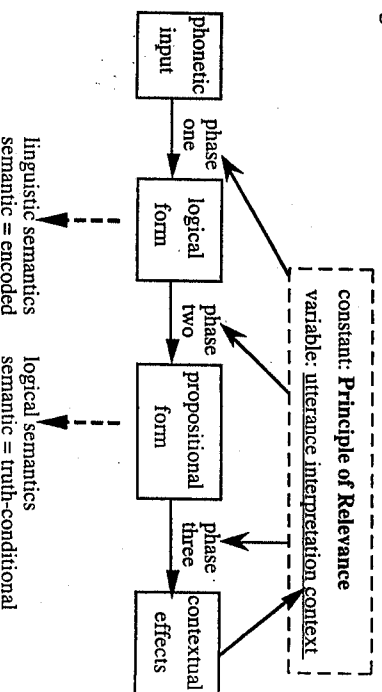 constant: Principle of Relevance
variable: utterance interpretation context
phonetic
input
phase
one
logical
form
phase
two
propositional
form
phase
three
contextual
effects
linguistic semantics
semantic = encoded
logical semantics
semantic = truth-conditional